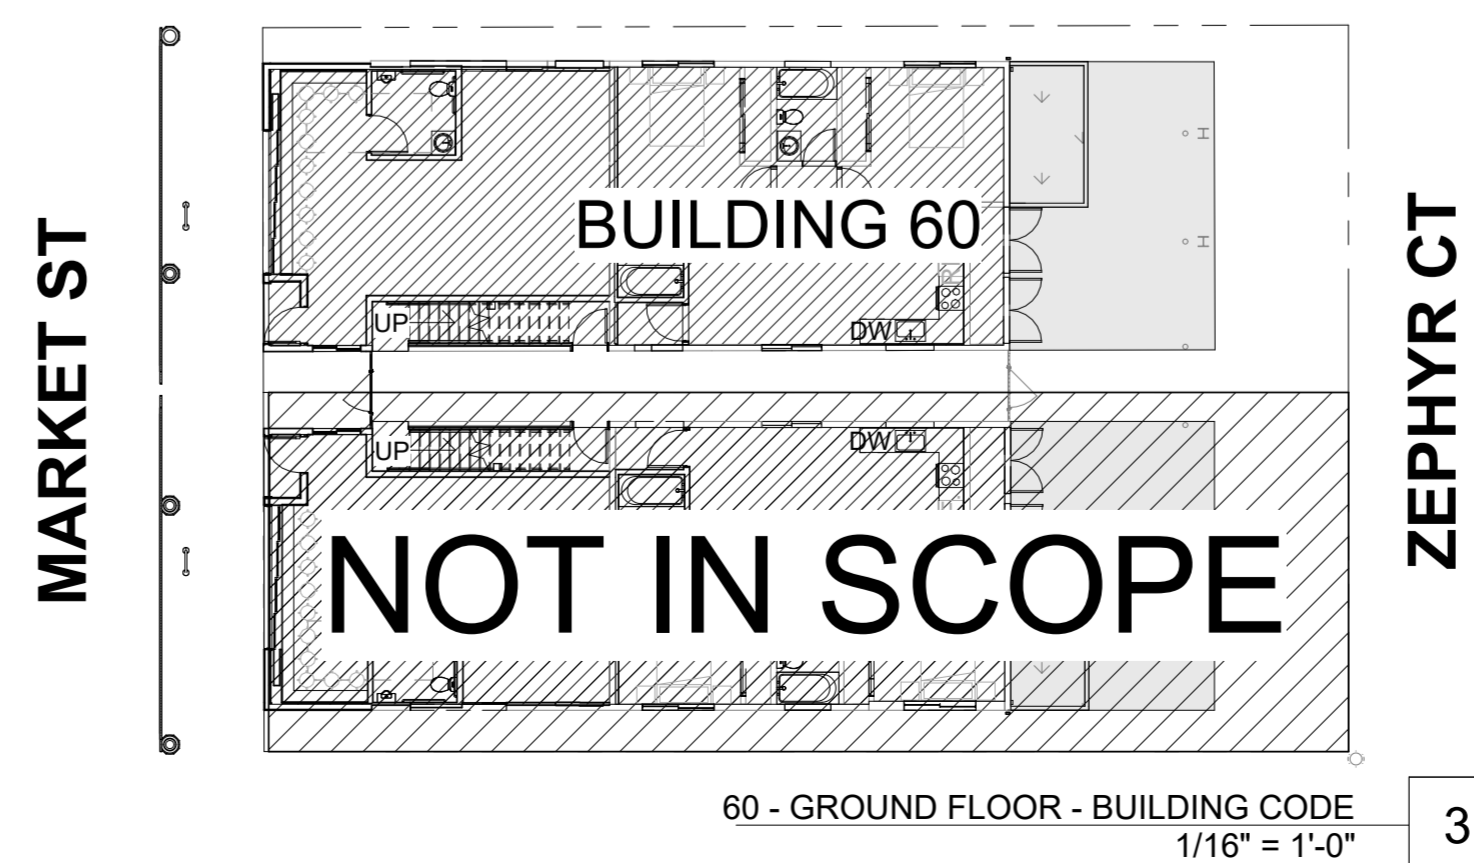 MARKET ST
BUILDING 60
ZEPHYR CT
H
H
R
UP
DW
UP
DW
NOT IN SCOPE
60 - GROUND FLOOR - BUILDING CODE
1/16" = 1'-0"
3